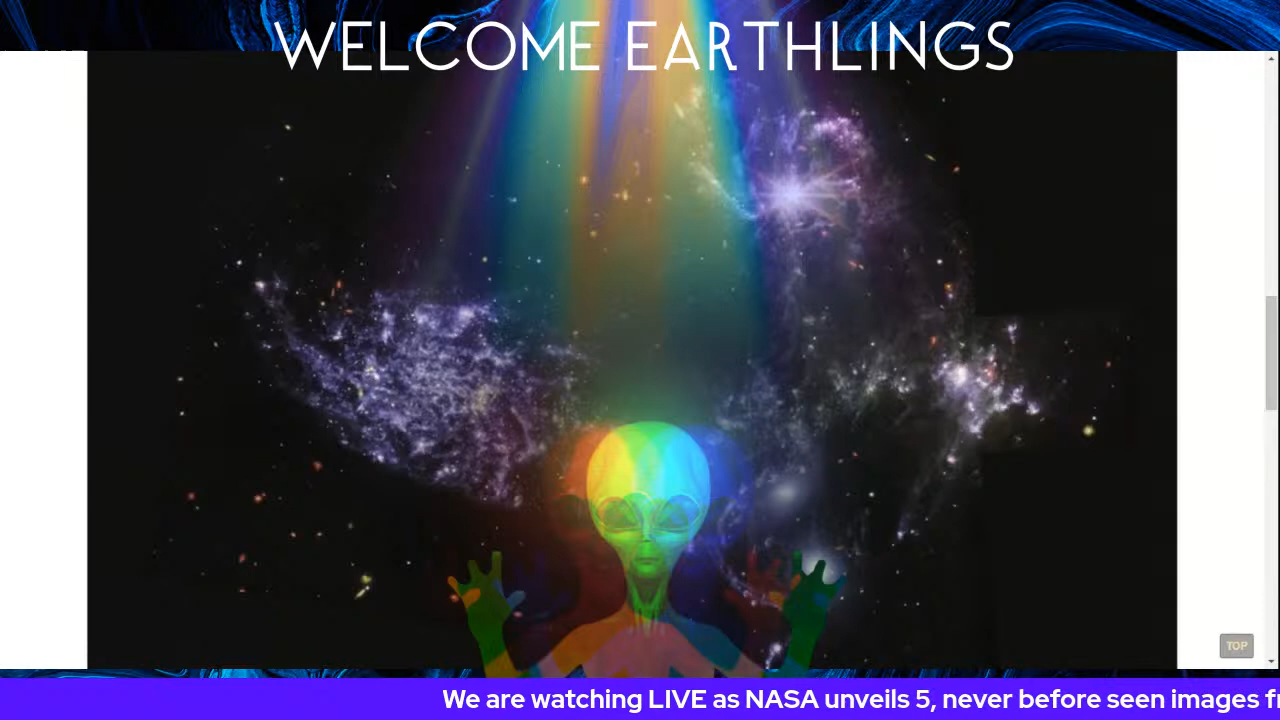 WELCOME EARTHLINGS
TOP
We are watching LIVE as NASA unveils 5, never before seen images f